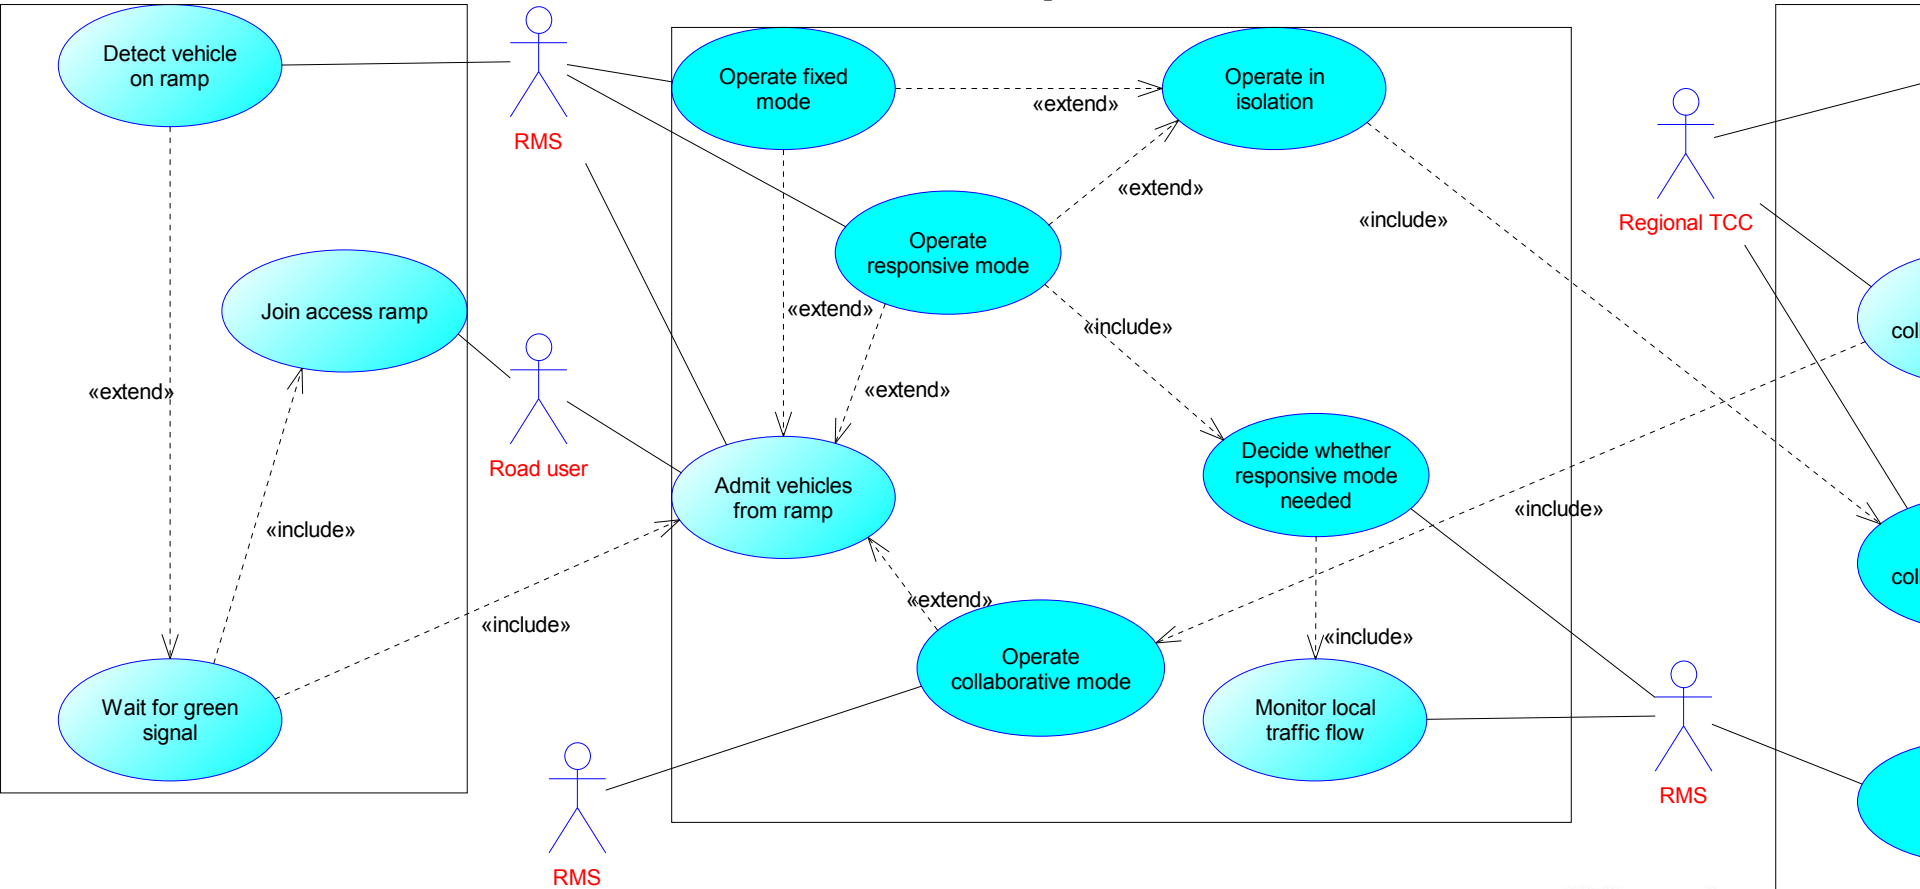 Detect vehicle
on ramp
«extend»
Join access ramp
«include»
Wait for green
signal
«include»
RMS
Road user
RMS
Operate fixed
mode
«extend»
Operate in
isolation
«extend»
Operate
responsive mode
«include»
«extend»
«include»
«extend»
Admit vehicles
from ramp
Decide whether
responsive mode
needed
«include»
«extend»
Operate
collaborative mode
«include»
Monitor local
traffic flow
Regional TCC
RMS
col